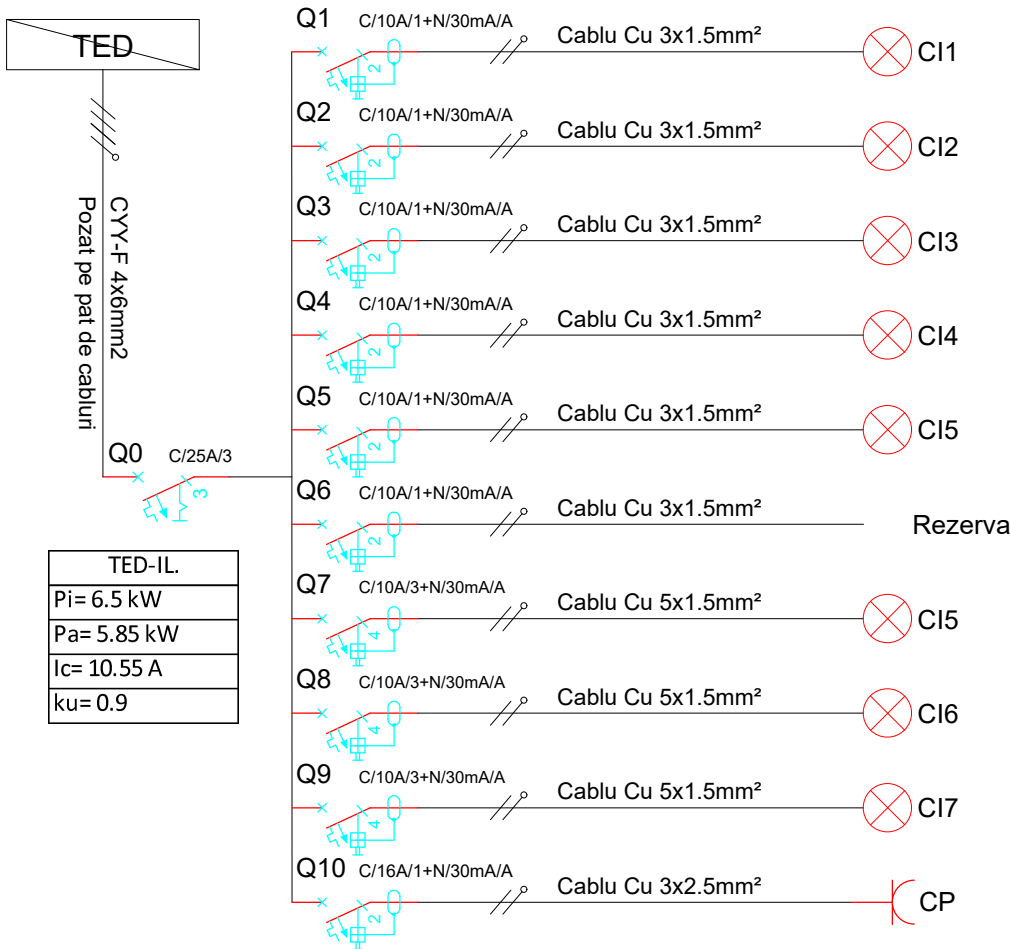 TED
CYY-F 4x6mm2
Pozat pe pat de cabluri
Q0 C/25A/3
3
TED-IL.
Pi= 6.5 kW
Pa= 5.85 kW
Ic= 10.55 A
ku= 0.9
Q1 C/10A/1+N/30mA/A Cablu Cu 3x1.5mm² CI1
2
Q2 C/10A/1+N/30mA/A Cablu Cu 3x1.5mm² CI2
2
Q3 C/10A/1+N/30mA/A Cablu Cu 3x1.5mm² CI3
2
Q4 C/10A/1+N/30mA/A Cablu Cu 3x1.5mm² CI4
2
Q5 C/10A/1+N/30mA/A Cablu Cu 3x1.5mm² CI5
2
Q6 C/10A/1+N/30mA/A Cablu Cu 3x1.5mm² Rezerva
2
Q7 C/10A/3+N/30mA/A Cablu Cu 5x1.5mm² CI5
4
Q8 C/10A/3+N/30mA/A Cablu Cu 5x1.5mm² CI6
4
Q9 C/10A/3+N/30mA/A Cablu Cu 5x1.5mm² CI7
4
Q10 C/16A/1+N/30mA/A Cablu Cu 3x2.5mm² CP
2